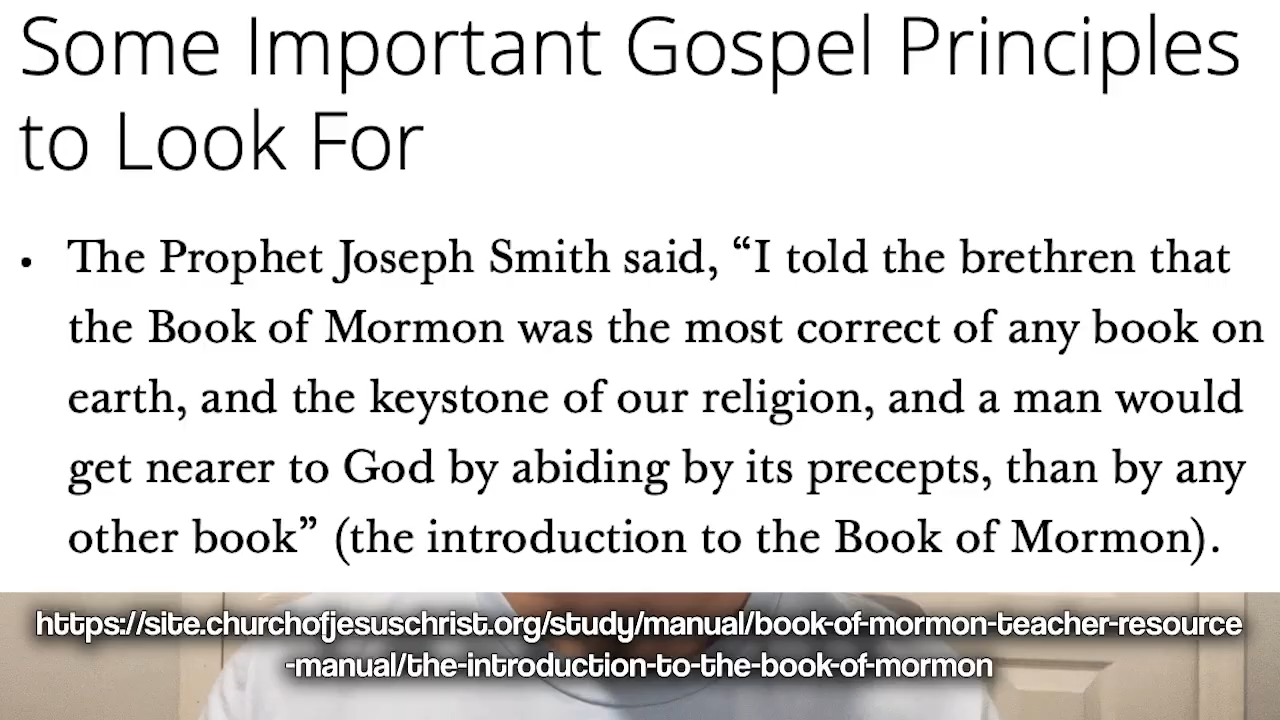 Some Important Gospel Principles
to Look For
• The Prophet Joseph Smith said, “I told the brethren that
the Book of Mormon was the most correct of any book on
earth, and the keystone of our religion, and a man would
get nearer to God by abiding by its precepts, than by any
other book” (the introduction to the Book of Mormon).
https://site.churchofjesuschrist.org/study/manual/book-of-mormon-teacher-resource
-manual/the-introduction-to-the-book-of-mormon